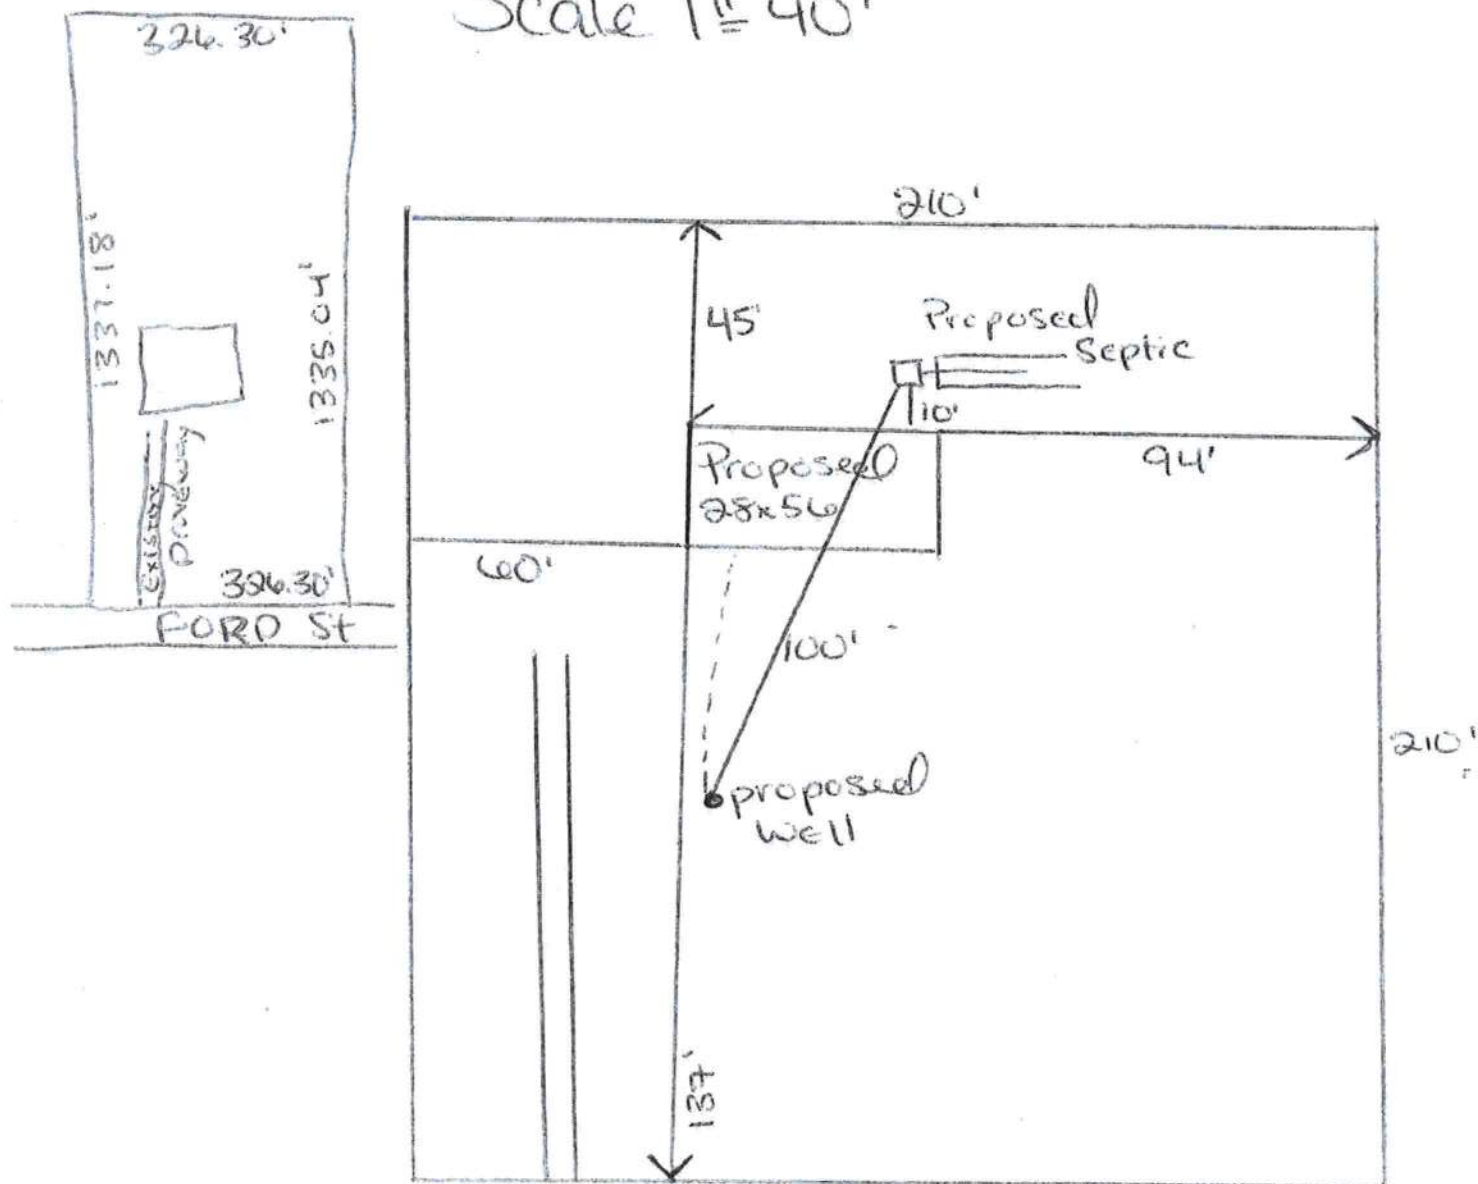 Scale 1" = 40'
326.30'
1337.18'
1335.04'
Existing
Driveway
326.30'
FORD St
210'
45'
Proposed
Septic
10'
94'
Proposed
28x56
60'
100'
210'
proposed
well
137'